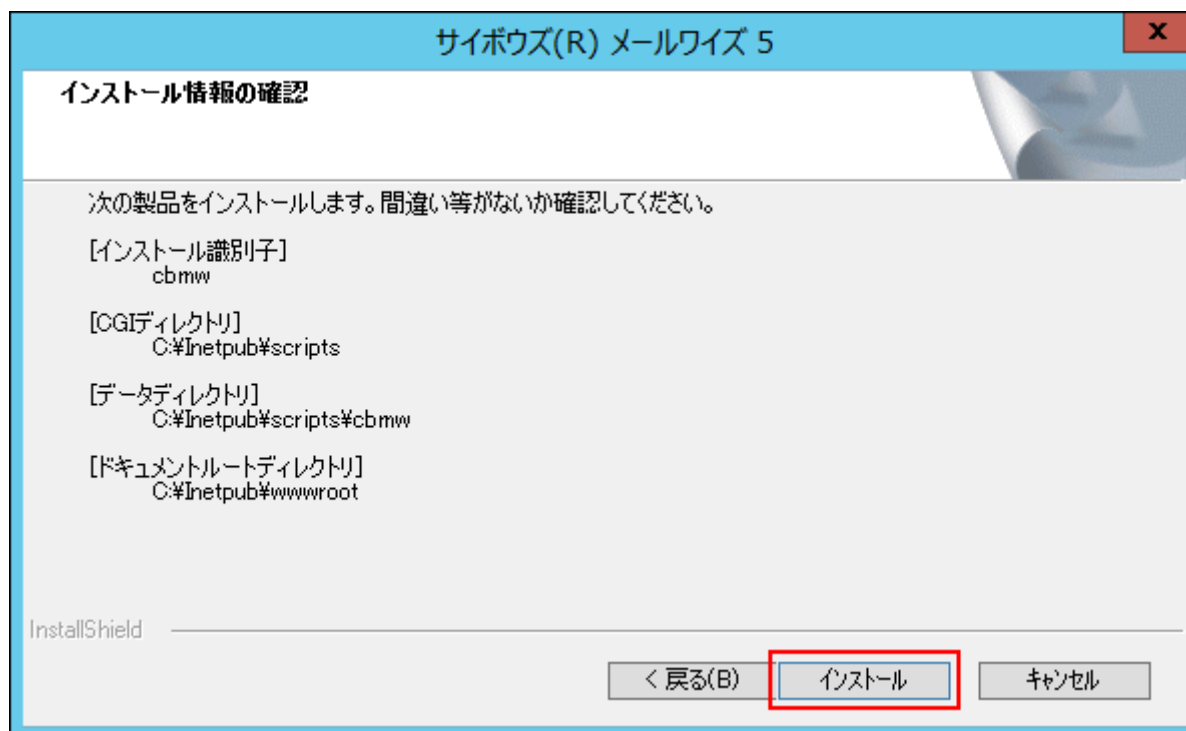 サイボウズ(R) メールワイズ 5
x
インストール情報の確認
次の製品をインストールします。間違い等がないか確認してください。
[インストール識別子]
cbmw
[CGIディレクトリ]
C:¥Inetpub¥scripts
[データディレクトリ]
C:¥Inetpub¥scripts¥cbmw
[ドキュメントルートディレクトリ]
C:¥Inetpub¥wwwroot
InstallShield
< 戻る(B) インストール キャンセル